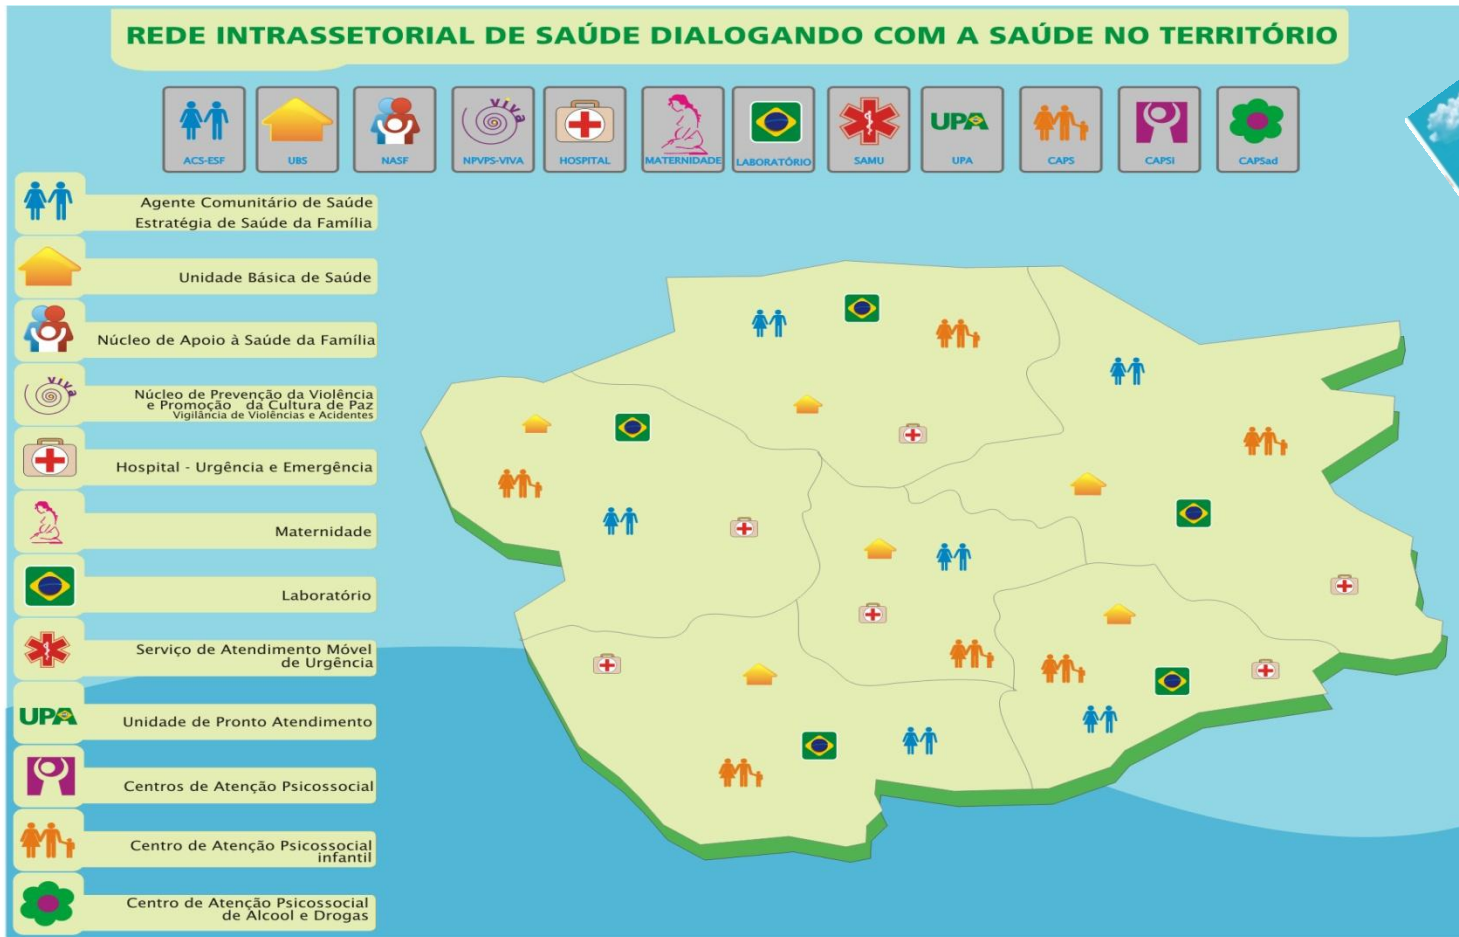 REDE INTRASSETORIAL DE SAÚDE DIALOGANDO COM A SAÚDE NO TERRITÓRIO
ACS-ESF
UBS
NASF
viva
NPVPS-VIVA
HOSPITAL
MATERNIDADE
LABORATÓRIO
SAMU
UPA
UPA
CAPS
CAPSI
CAPSad
Agente Comunitário de Saúde
Estratégia de Saúde da Família
Unidade Básica de Saúde
Núcleo de Apoio à Saúde da Família
viva
Núcleo de Prevenção da Violência
e Promoção da Cultura de Paz
Vigilância de Violências e Acidentes
Hospital - Urgência e Emergência
Maternidade
Laboratório
Serviço de Atendimento Móvel
de Urgência
UPA
Unidade de Pronto Atendimento
Centros de Atenção Psicossocial
Centro de Atenção Psicossocial
infantil
Centro de Atenção Psicossocial
de Alcool e Drogas